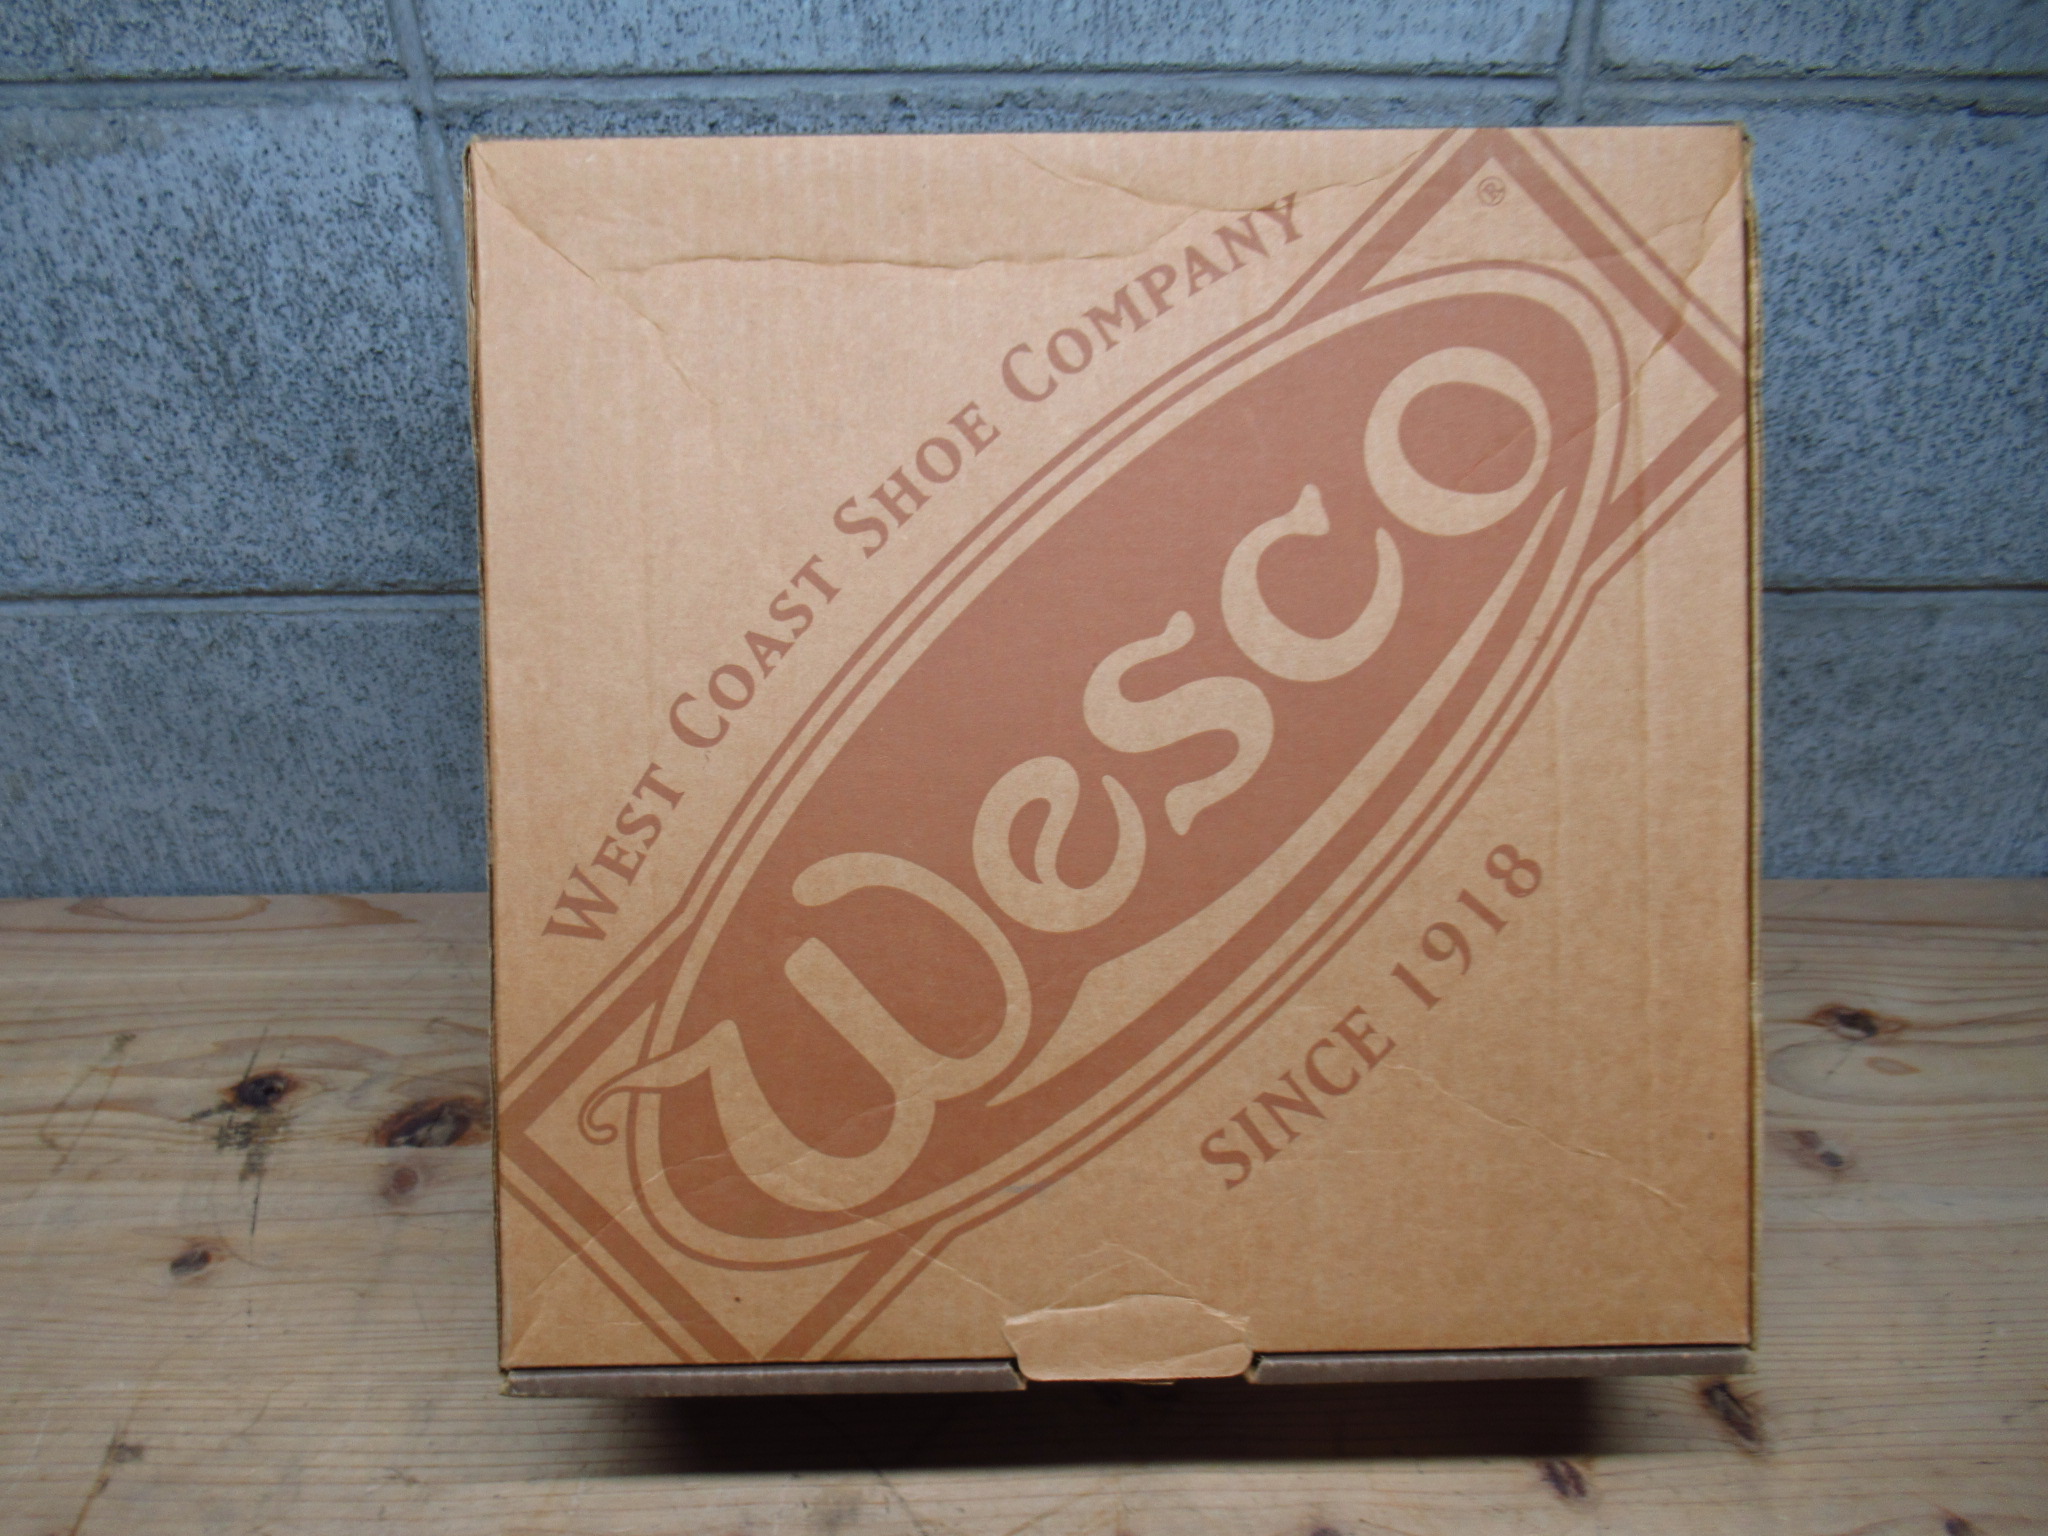 WEST COAST SHOE COMPANY
®
Wesco
SINCE 1918